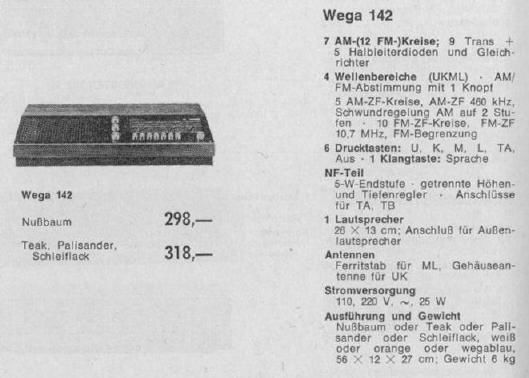 Wega 142
Nußbaum 298,—
Teak, Palisander,
Schleiflack 318,—
Wega 142
7 AM-(12 FM-)Kreise; 9 Trans +
5 Halbleiterdioden und Gleich-
richter
4 Wellenbereiche (UKML) · AM/
FM-Abstimmung mit 1 Knopf
5 AM-ZF-Kreise, AM-ZF 460 kHz,
Schwundregelung AM auf 2 Stu-
fen · 10 FM-ZF-Kreise, FM-ZF
10,7 MHz, FM-Begrenzung
6 Drucktasten: U, K, M, L, TA,
Aus · 1 Klangtaste: Sprache
NF-Teil
5-W-Endstufe · getrennte Höhen-
und Tiefenregler · Anschlüsse
für TA, TB
1 Lautsprecher
26 × 13 cm; Anschluß für Außen-
lautsprecher
Antennen
Ferritstab für ML, Gehäusean-
tenne für UK
Stromversorgung
110, 220 V, ~, 25 W
Ausführung und Gewicht
Nußbaum oder Teak oder Pali-
sander oder Schleiflack, weiß
oder orange oder wegablau,
56 × 12 × 27 cm; Gewicht 6 kg